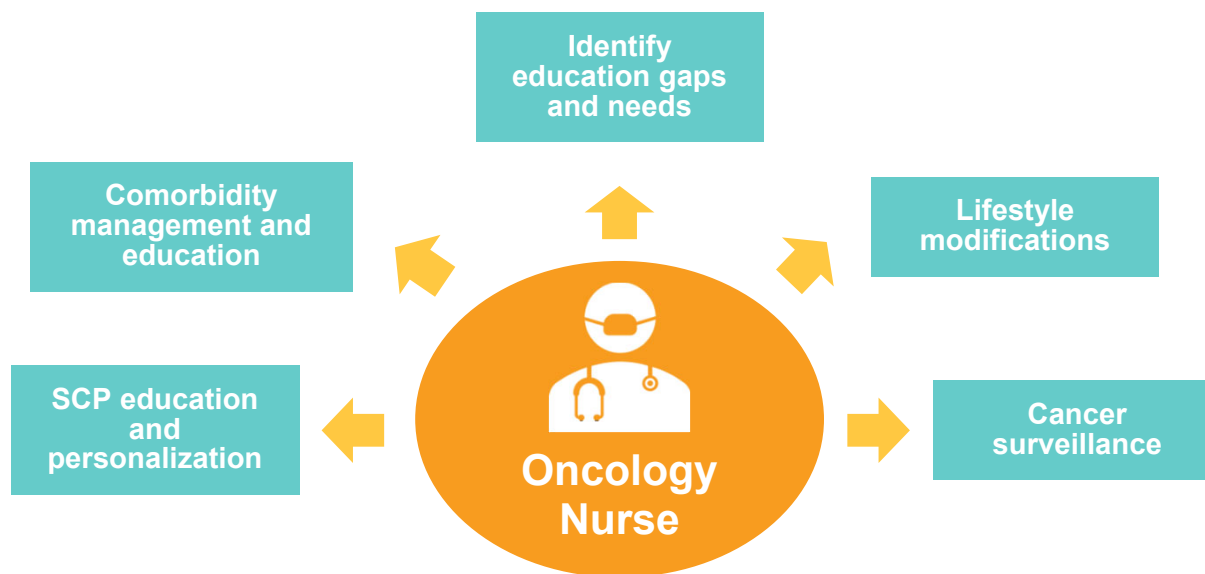 Identify
education gaps
and needs
Comorbidity
management and
education
Lifestyle
modifications
SCP education
and
personalization
Cancer
surveillance
Oncology
Nurse